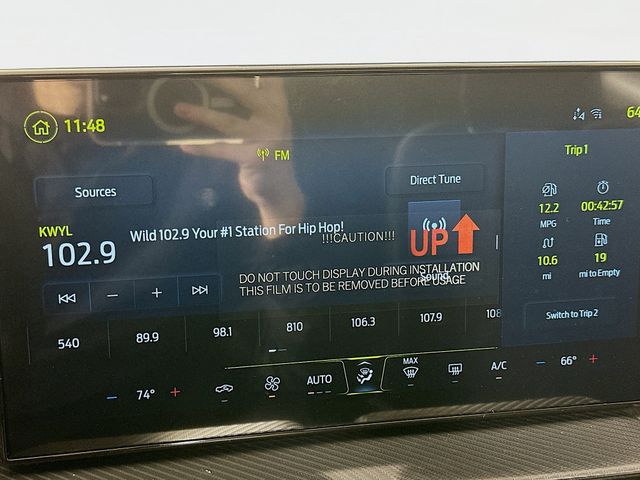 11:48
64
FM
Trip 1
Sources
Direct Tune
12.2
MPG
00:42:57
Time
KWYL
102.9
Wild 102.9 Your #1 Station For Hip Hop!
!!!CAUTION!!!
UP
Sound
DO NOT TOUCH DISPLAY DURING INSTALLATION
THIS FILM IS TO BE REMOVED BEFORE USAGE
10.6
mi
19
mi to Empty
− +
540
89.9
98.1
810
106.3
107.9
108
Switch to Trip 2
− 74° +
AUTO
MAX
A/C
− 66° +